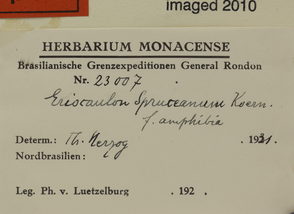 imaged 2010
HERBARIUM MONACENSE
Brasilianische Grenzexpeditionen General Rondon
Nr. 23007 .
Eriocaulon Spruceanum Koern.
f. amphibia
Determ.: Th. Herzog . 1931.
Nordbrasilien:
Leg. Ph. v. Luetzelburg . 192 .